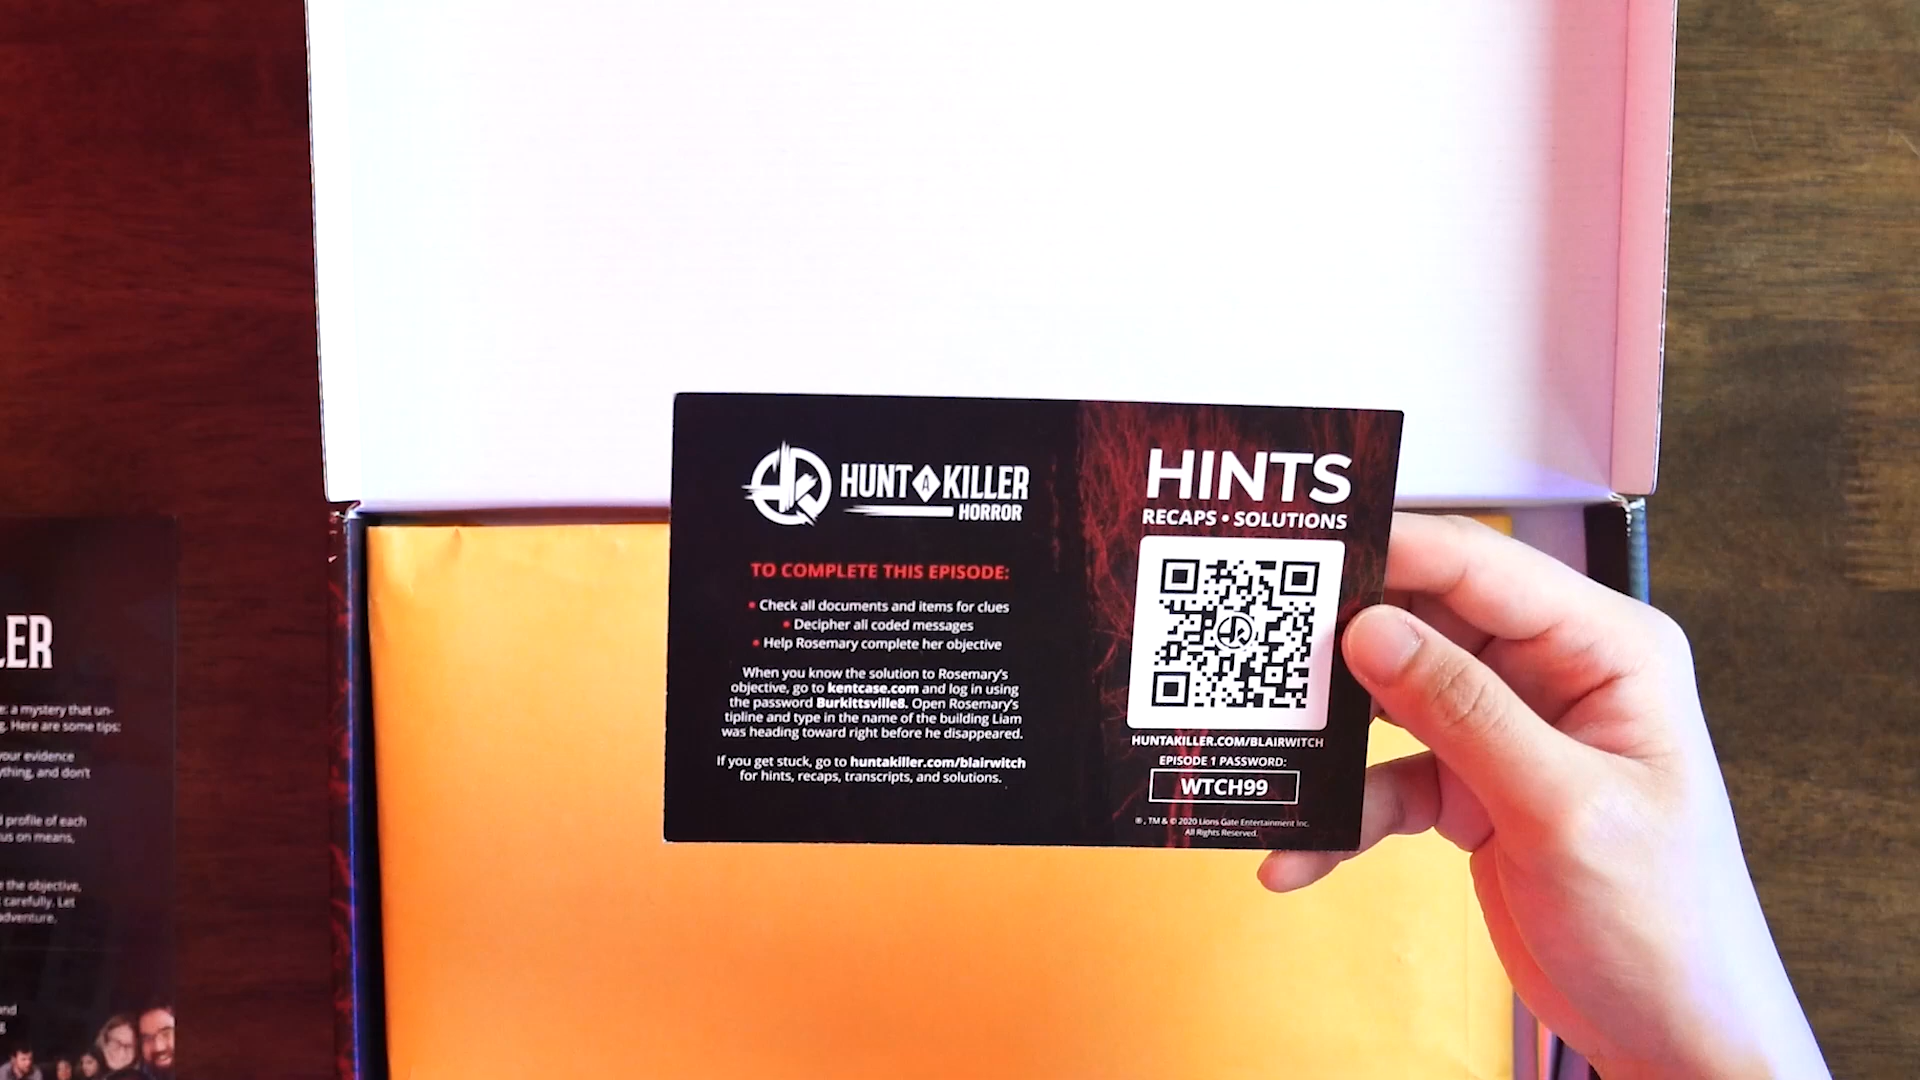 LER
e: a mystery that un-
g. Here are some tips:
your evidence
ything, and don't
d profile of each
us on means,
e the objective,
carefully. Let
adventure.
and
g
HUNT A KILLER
HORROR
TO COMPLETE THIS EPISODE:
• Check all documents and items for clues
• Decipher all coded messages
• Help Rosemary complete her objective
When you know the solution to Rosemary's
objective, go to kentcase.com and log in using
the password Burkittsville8. Open Rosemary's
tipline and type in the name of the building Liam
was heading toward right before he disappeared.
If you get stuck, go to huntakiller.com/blairwitch
for hints, recaps, transcripts, and solutions.
HINTS
RECAPS • SOLUTIONS
HUNTAKILLER.COM/BLAIRWITCH
EPISODE 1 PASSWORD:
WTCH99
®, TM & © 2020 Lions Gate Entertainment Inc.
All Rights Reserved.